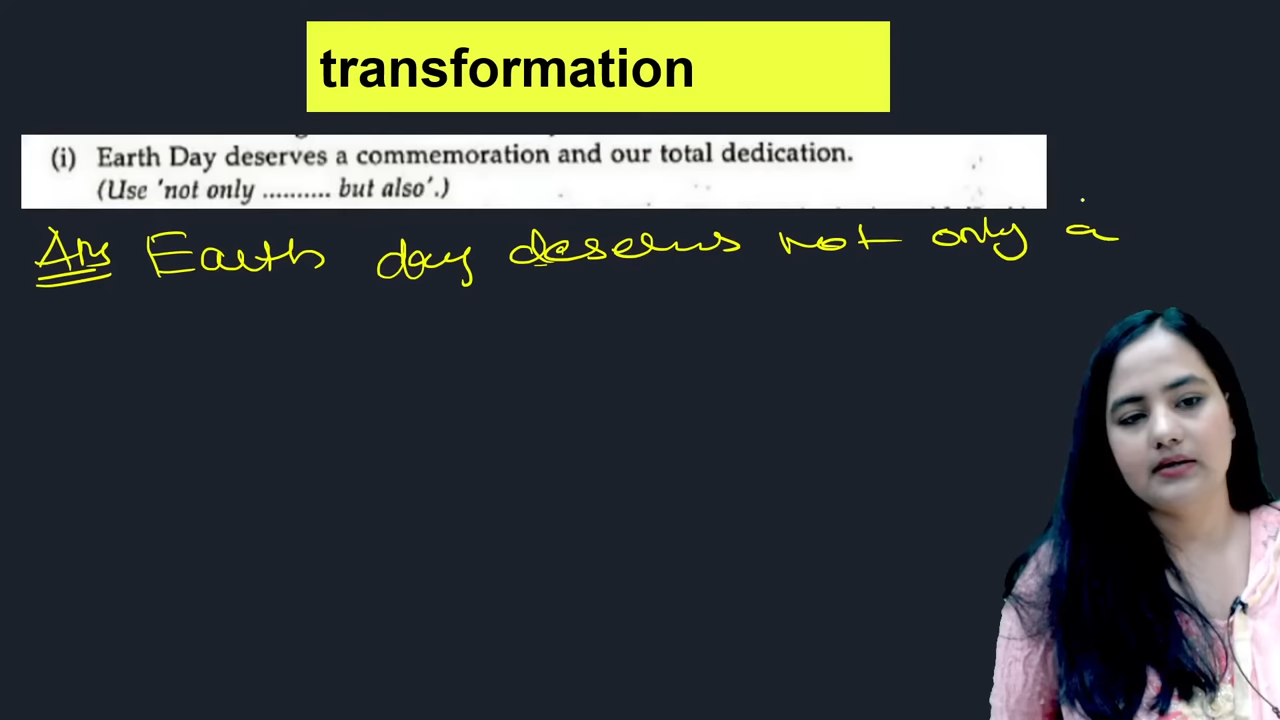 transformation
(i) Earth Day deserves a commemoration and our total dedication.
(Use 'not only .......... but also'.)
Ans Earth day deserves not only a